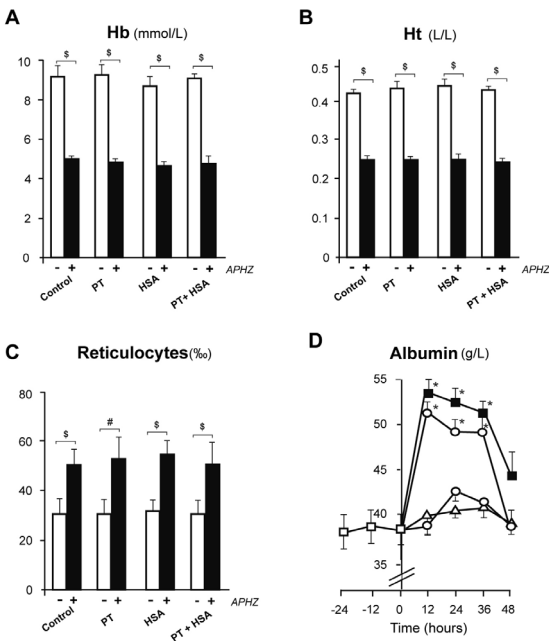 A
Hb (mmol/L)
10
8
6
4
2
0
$ $ $ $
- + - + - + - + APHZ
Control PT HSA PT+ HSA
B
Ht (L/L)
0.5
0.4
0.3
0.2
0.1
0
$ $ $ $
- + - + - + - + APHZ
Control PT HSA PT + HSA
C
Reticulocytes(‰)
80
60
40
20
0
$ # $ $
- + - + - + - + APHZ
Control PT HSA PT + HSA
D
Albumin (g/L)
55
50
45
40
35
* * *
* * *
-24 -12 0 12 24 36 48
Time (hours)